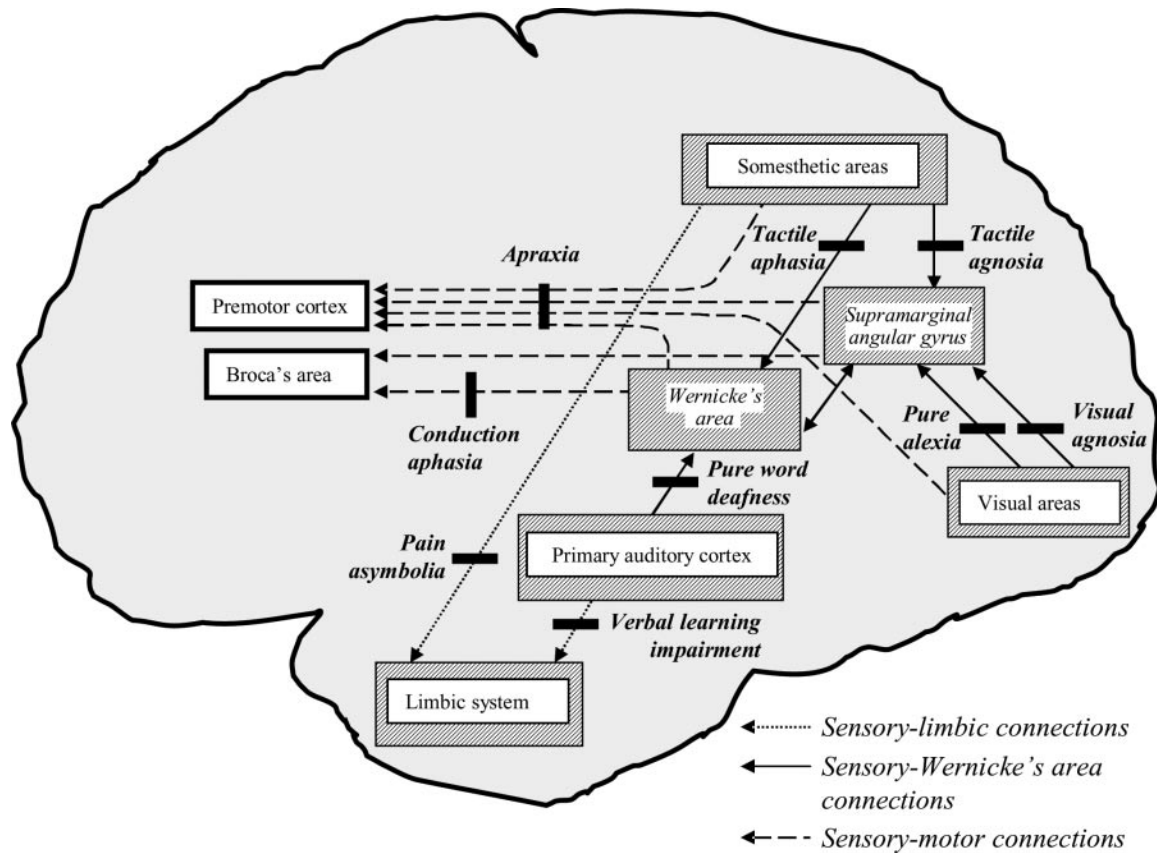 Somesthetic areas
Tactile
aphasia
Tactile
agnosia
Apraxia
Premotor cortex
Supramarginal
angular gyrus
Broca's area
Wernicke's
area
Conduction
aphasia
Pure
alexia
Visual
agnosia
Pure word
deafness
Visual areas
Pain
asymbolia
Primary auditory cortex
Verbal learning
impairment
Limbic system
Sensory-limbic connections
Sensory-Wernicke's area
connections
Sensory-motor connections